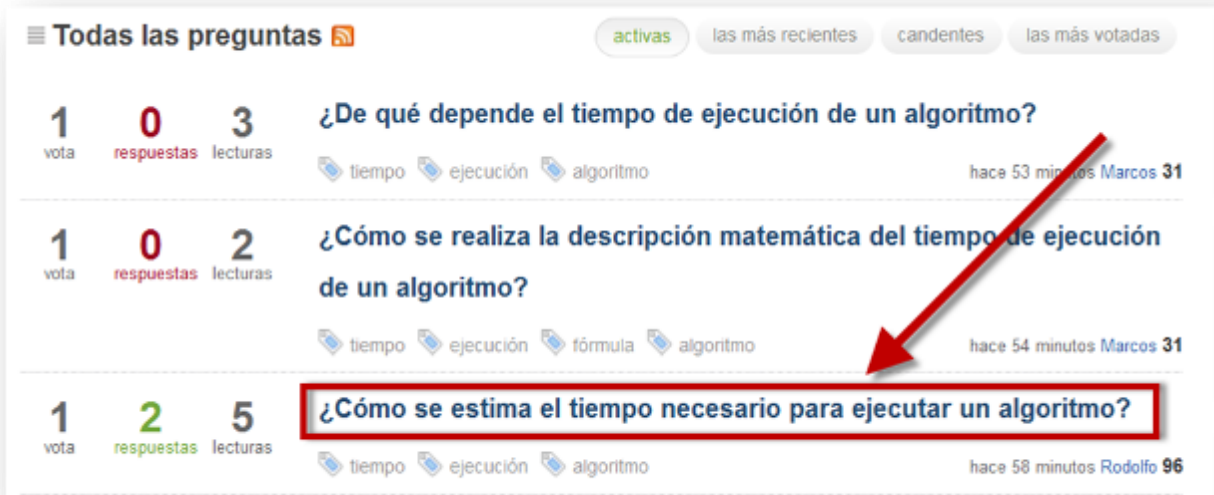 Todas las preguntas
activas las más recientes candentes las más votadas
1 0 3 ¿De qué depende el tiempo de ejecución de un algoritmo?
vota respuestas lecturas
tiempo ejecución algoritmo hace 53 minutos Marcos 31
1 0 2 ¿Cómo se realiza la descripción matemática del tiempo de ejecución
vota respuestas lecturas
de un algoritmo?
tiempo ejecución fórmula algoritmo hace 54 minutos Marcos 31
1 2 5 ¿Cómo se estima el tiempo necesario para ejecutar un algoritmo?
vota respuestas lecturas
tiempo ejecución algoritmo hace 58 minutos Rodolfo 96